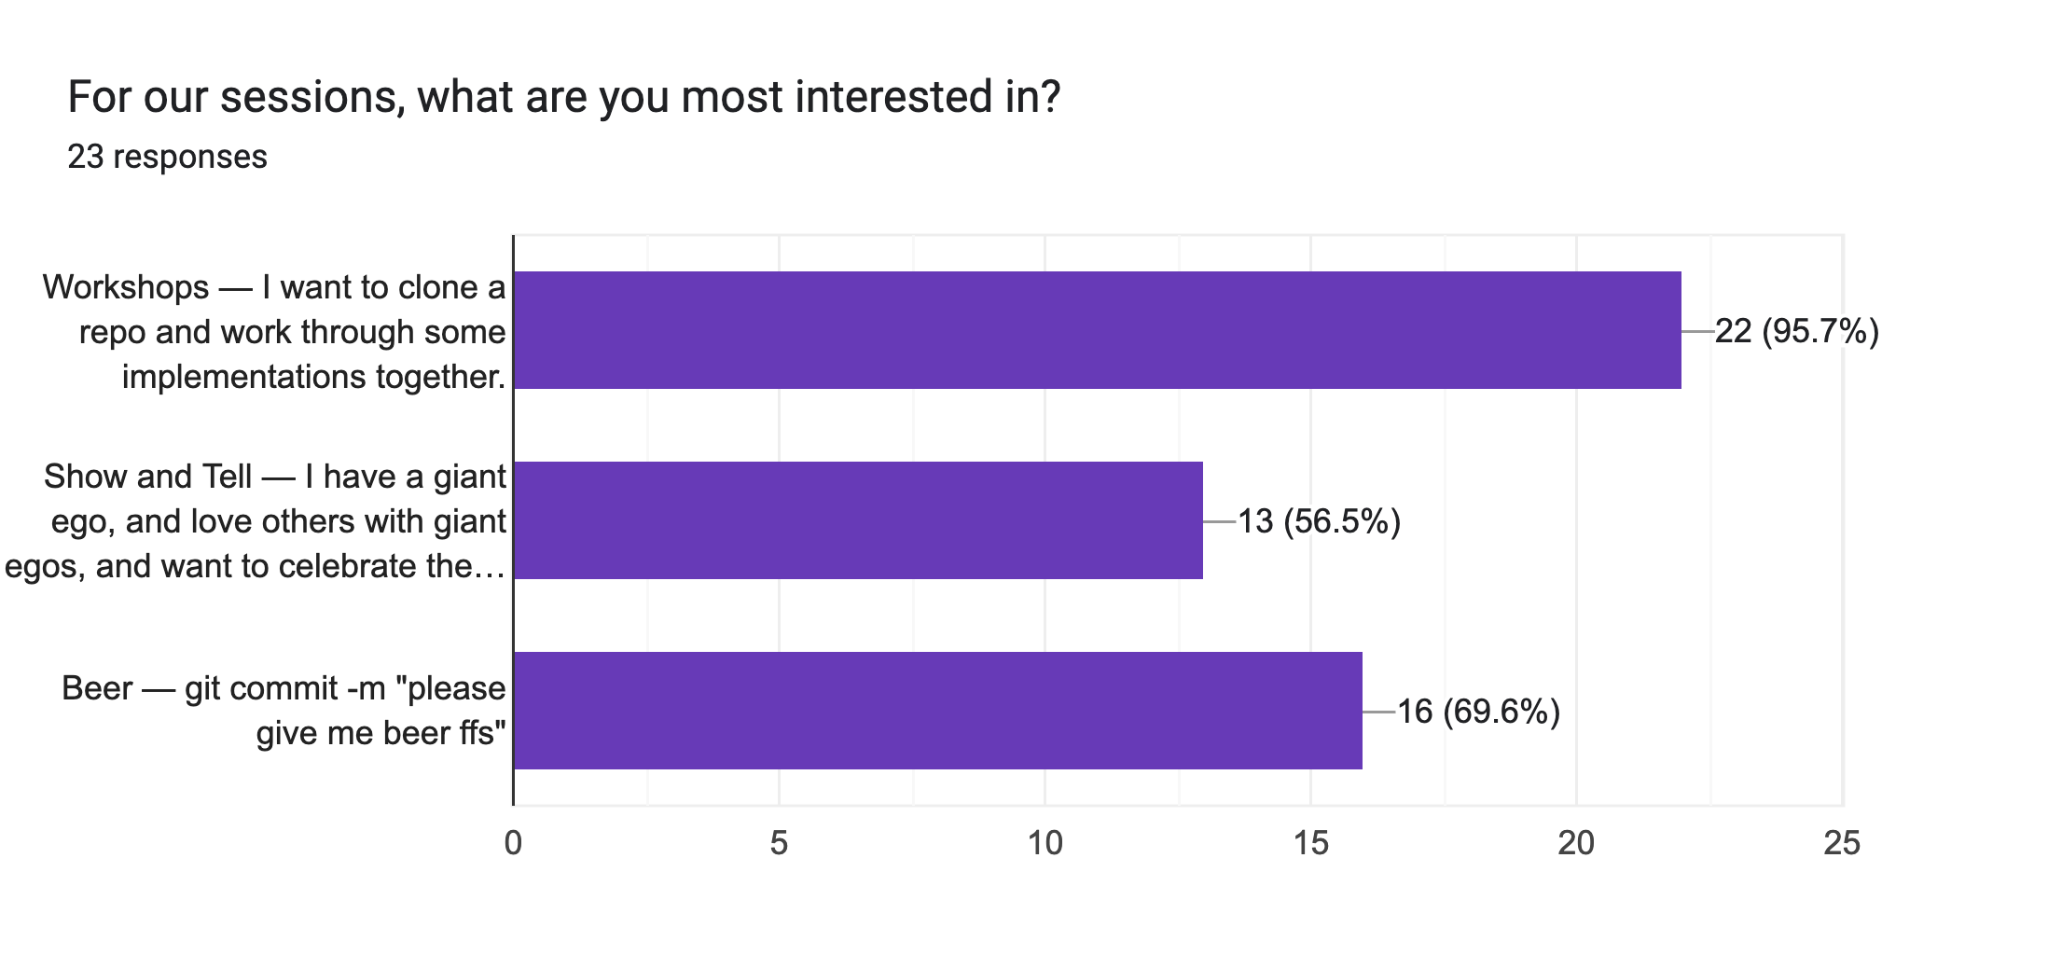 For our sessions, what are you most interested in?
23 responses
Workshops — I want to clone a
repo and work through some
implementations together.
22 (95.7%)
Show and Tell — I have a giant
ego, and love others with giant
egos, and want to celebrate the…
13 (56.5%)
Beer — git commit -m "please
give me beer ffs"
16 (69.6%)
0 5 10 15 20 25